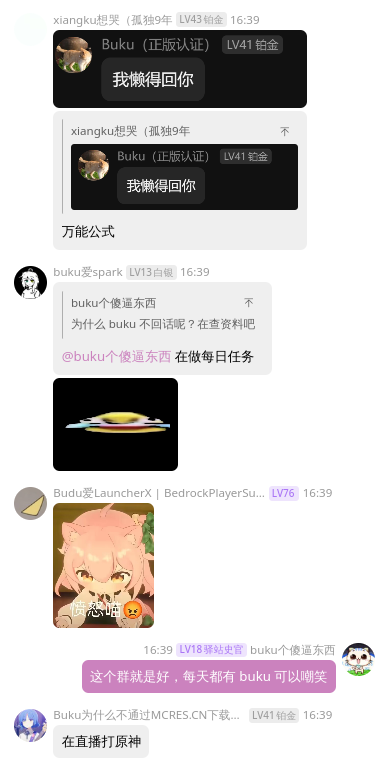 xiangku想哭（孤独9年 LV43 铂金 16:39
Buku（正版认证） LV41 铂金
我懒得回你
xiangku想哭（孤独9年
Buku（正版认证） LV41 铂金
我懒得回你
万能公式
buku爱spark LV13 白银 16:39
buku个傻逼东西
为什么 buku 不回话呢？在查资料吧
@buku个傻逼东西 在做每日任务
Budu爱LauncherX | BedrockPlayerSu... LV76 16:39
愤怒喵😡
16:39 LV18 驿站史官 buku个傻逼东西
这个群就是好，每天都有 buku 可以嘲笑
Buku为什么不通过MCRES.CN下载... LV41 铂金 16:39
在直播打原神